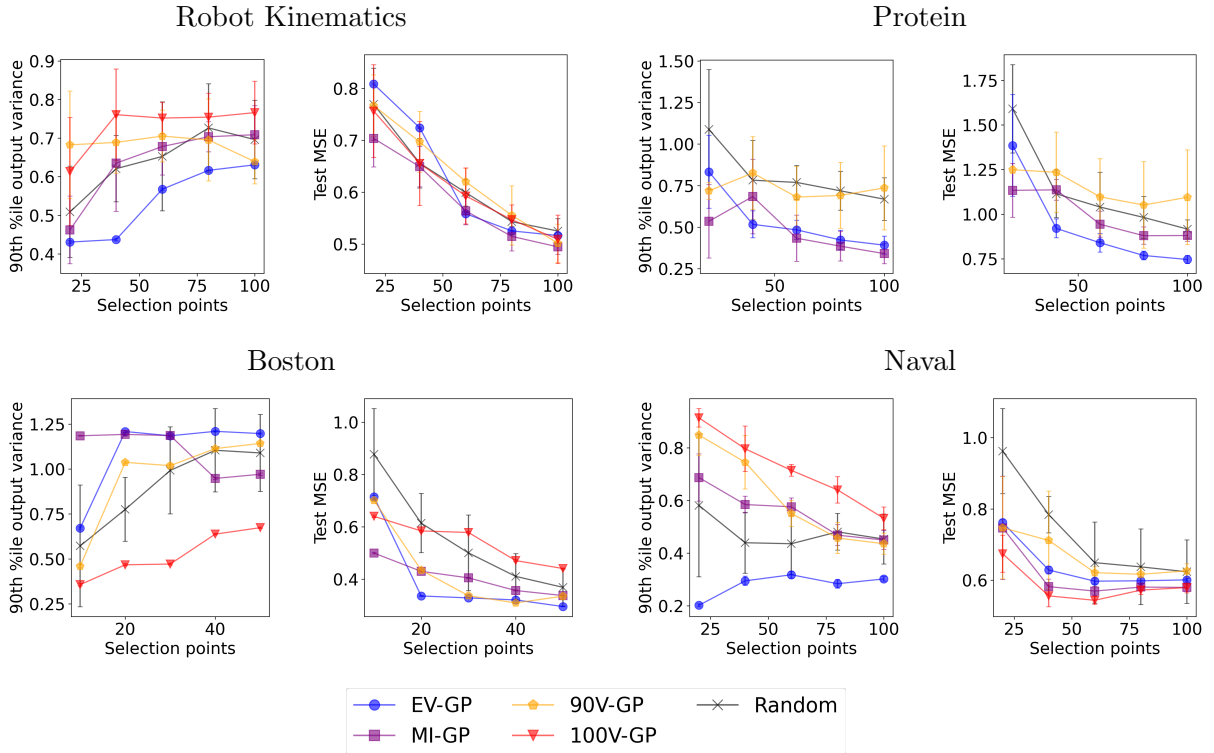 Robot Kinematics
Protein
90th %ile output variance
0.9
0.8
0.7
0.6
0.5
0.4
25 50 75 100
Selection points
Test MSE
0.8
0.7
0.6
0.5
25 50 75 100
Selection points
90th %ile output variance
1.50
1.25
1.00
0.75
0.50
0.25
50 100
Selection points
Test MSE
1.75
1.50
1.25
1.00
0.75
50 100
Selection points
Boston
Naval
90th %ile output variance
1.25
1.00
0.75
0.50
0.25
20 40
Selection points
Test MSE
1.0
0.8
0.6
0.4
20 40
Selection points
90th %ile output variance
0.8
0.6
0.4
0.2
25 50 75 100
Selection points
Test MSE
1.0
0.8
0.6
25 50 75 100
Selection points
EV-GP 90V-GP Random
MI-GP 100V-GP